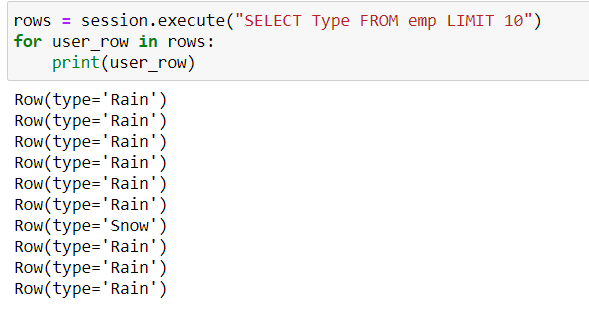 rows = session.execute("SELECT Type FROM emp LIMIT 10")
for user_row in rows:
    print(user_row)
Row(type='Rain')
Row(type='Rain')
Row(type='Rain')
Row(type='Rain')
Row(type='Rain')
Row(type='Rain')
Row(type='Snow')
Row(type='Rain')
Row(type='Rain')
Row(type='Rain')